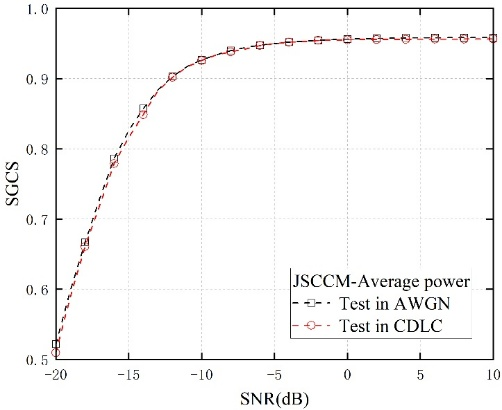 1.0
0.9
0.8
0.7
0.6
0.5
SGCS
JSCCM-Average power
Test in AWGN
Test in CDLC
-20 -15 -10 -5 0 5 10
SNR(dB)